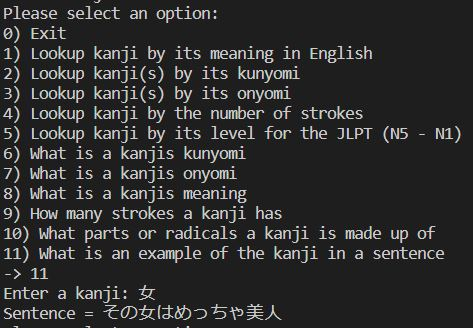 Please select an option:
0) Exit
1) Lookup kanji by its meaning in English
2) Lookup kanji(s) by its kunyomi
3) Lookup kanji(s) by its onyomi
4) Lookup kanji by the number of strokes
5) Lookup kanji by its level for the JLPT (N5 - N1)
6) What is a kanjis kunyomi
7) What is a kanjis onyomi
8) What is a kanjis meaning
9) How many strokes a kanji has
10) What parts or radicals a kanji is made up of
11) What is an example of the kanji in a sentence
-> 11
Enter a kanji: 女
Sentence = その女はめっちゃ美人